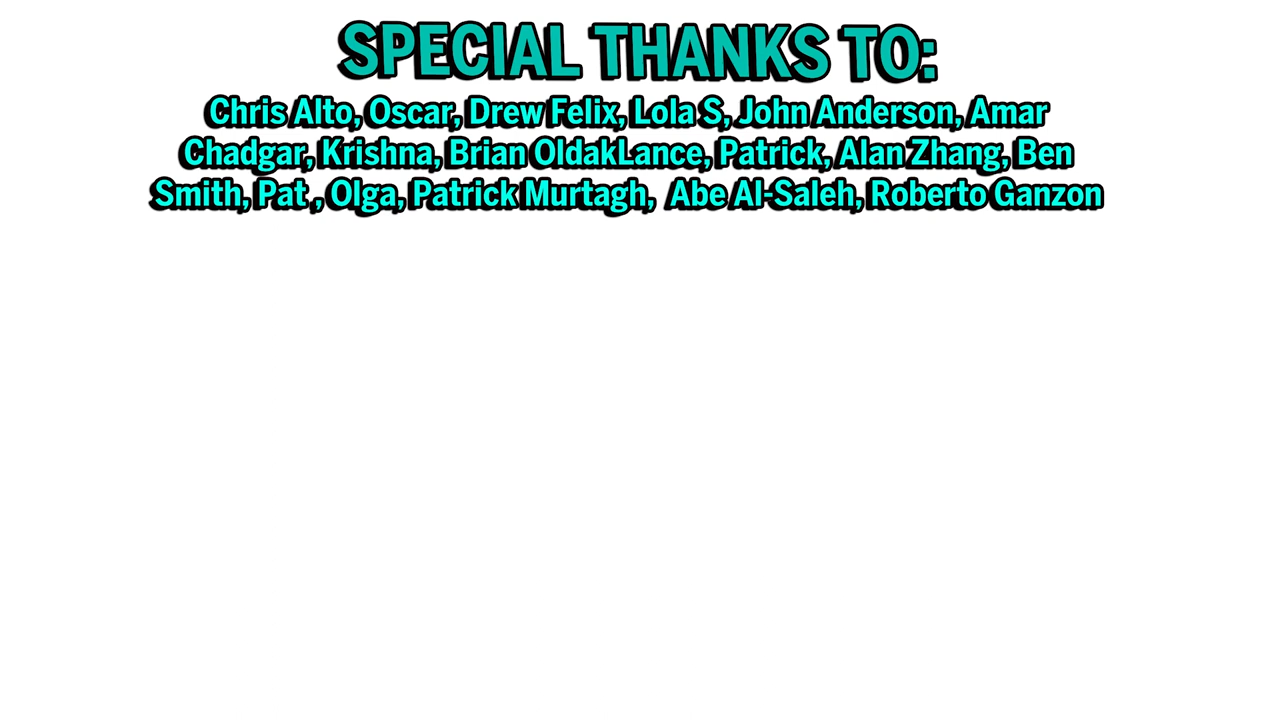 SPECIAL THANKS TO:
Chris Alto, Oscar, Drew Felix, Lola S, John Anderson, Amar
Chadgar, Krishna, Brian OldakLance, Patrick, Alan Zhang, Ben
Smith, Pat , Olga, Patrick Murtagh,  Abe Al-Saleh, Roberto Ganzon